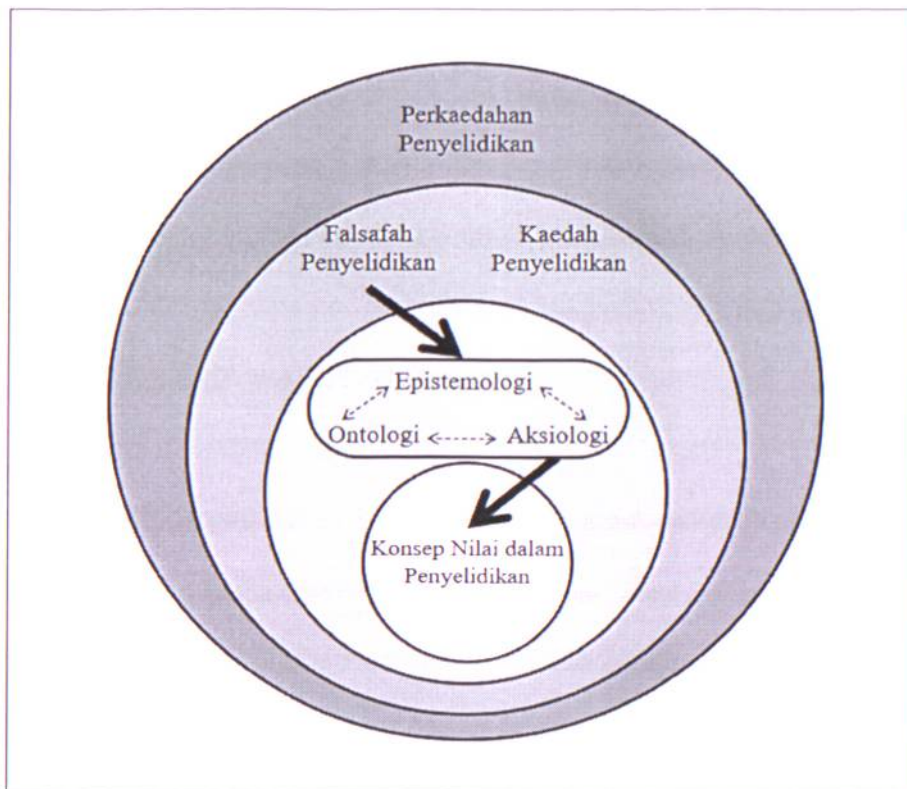 Perkaedahan
Penyelidikan
Falsafah
Penyelidikan
Kaedah
Penyelidikan
Epistemologi
Ontologi
Aksiologi
Konsep Nilai dalam
Penyelidikan